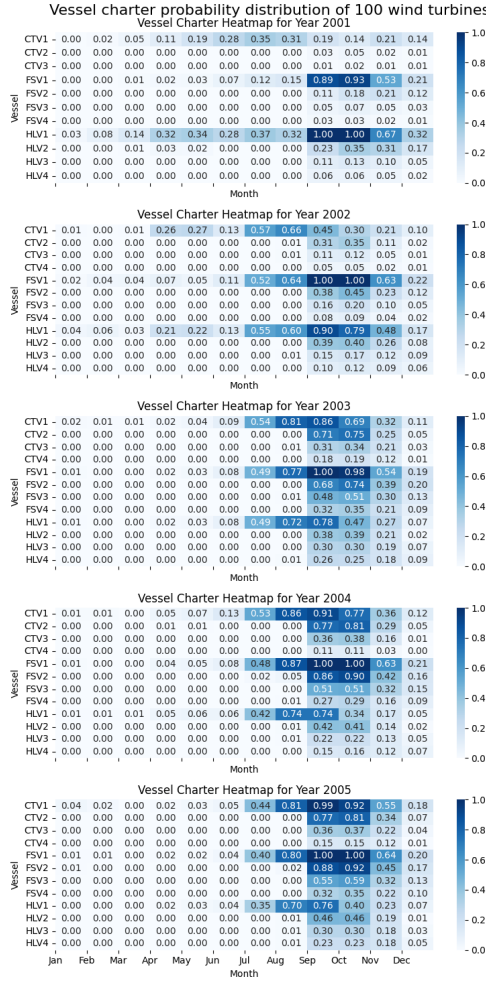 Vessel charter probability distribution of 100 wind turbines
Vessel Charter Heatmap for Year 2001
CTV1 0.00 0.02 0.05 0.11 0.19 0.28 0.35 0.31 0.19 0.14 0.21 0.14
CTV2 0.00 0.00 0.00 0.00 0.00 0.00 0.00 0.00 0.03 0.05 0.02 0.01
CTV3 0.00 0.00 0.00 0.00 0.00 0.00 0.00 0.00 0.01 0.02 0.01 0.01
FSV1 0.00 0.00 0.01 0.02 0.03 0.07 0.12 0.15 0.89 0.93 0.53 0.21
FSV2 0.00 0.00 0.00 0.00 0.00 0.00 0.00 0.00 0.11 0.18 0.21 0.12
FSV3 0.00 0.00 0.00 0.00 0.00 0.00 0.00 0.00 0.05 0.07 0.05 0.03
FSV4 0.00 0.00 0.00 0.00 0.00 0.00 0.00 0.00 0.03 0.03 0.02 0.01
HLV1 0.03 0.08 0.14 0.32 0.34 0.28 0.37 0.32 1.00 1.00 0.67 0.32
HLV2 0.00 0.00 0.01 0.03 0.02 0.00 0.00 0.00 0.23 0.35 0.31 0.17
HLV3 0.00 0.00 0.00 0.00 0.00 0.00 0.00 0.00 0.11 0.13 0.10 0.05
HLV4 0.00 0.00 0.00 0.00 0.00 0.00 0.00 0.00 0.06 0.06 0.05 0.02
Vessel
Month
1.0
0.8
0.6
0.4
0.2
0.0
Vessel Charter Heatmap for Year 2002
CTV1 0.01 0.00 0.01 0.26 0.27 0.13 0.57 0.66 0.45 0.30 0.21 0.10
CTV2 0.00 0.00 0.00 0.00 0.00 0.00 0.00 0.01 0.31 0.35 0.11 0.02
CTV3 0.00 0.00 0.00 0.00 0.00 0.00 0.00 0.00 0.11 0.12 0.05 0.01
CTV4 0.00 0.00 0.00 0.00 0.00 0.00 0.00 0.00 0.05 0.05 0.02 0.01
FSV1 0.02 0.04 0.04 0.07 0.05 0.11 0.52 0.64 1.00 1.00 0.63 0.22
FSV2 0.00 0.00 0.00 0.00 0.00 0.00 0.00 0.00 0.38 0.45 0.23 0.12
FSV3 0.00 0.00 0.00 0.00 0.00 0.00 0.00 0.00 0.16 0.20 0.10 0.05
FSV4 0.00 0.00 0.00 0.00 0.00 0.00 0.00 0.00 0.08 0.09 0.04 0.02
HLV1 0.04 0.06 0.03 0.21 0.22 0.13 0.55 0.60 0.90 0.79 0.48 0.17
HLV2 0.00 0.00 0.00 0.00 0.00 0.00 0.00 0.00 0.39 0.40 0.26 0.08
HLV3 0.00 0.00 0.00 0.00 0.00 0.00 0.00 0.01 0.15 0.17 0.12 0.09
HLV4 0.00 0.00 0.00 0.00 0.00 0.00 0.00 0.00 0.10 0.12 0.09 0.06
Vessel
Month
1.0
0.8
0.6
0.4
0.2
0.0
Vessel Charter Heatmap for Year 2003
CTV1 0.02 0.01 0.01 0.02 0.04 0.09 0.54 0.81 0.86 0.69 0.32 0.11
CTV2 0.00 0.00 0.00 0.00 0.00 0.00 0.00 0.00 0.71 0.75 0.25 0.05
CTV3 0.00 0.00 0.00 0.00 0.00 0.00 0.00 0.01 0.31 0.34 0.21 0.03
CTV4 0.00 0.00 0.00 0.00 0.00 0.00 0.00 0.00 0.18 0.19 0.12 0.01
FSV1 0.01 0.00 0.00 0.02 0.03 0.08 0.49 0.77 1.00 0.98 0.54 0.19
FSV2 0.00 0.00 0.00 0.00 0.00 0.00 0.00 0.00 0.68 0.74 0.39 0.20
FSV3 0.00 0.00 0.00 0.00 0.00 0.00 0.00 0.01 0.48 0.51 0.30 0.13
FSV4 0.00 0.00 0.00 0.00 0.00 0.00 0.00 0.00 0.32 0.35 0.21 0.09
HLV1 0.01 0.00 0.00 0.02 0.03 0.08 0.49 0.72 0.78 0.47 0.27 0.07
HLV2 0.00 0.00 0.00 0.00 0.00 0.00 0.00 0.00 0.38 0.39 0.21 0.02
HLV3 0.00 0.00 0.00 0.00 0.00 0.00 0.00 0.00 0.30 0.30 0.19 0.07
HLV4 0.00 0.00 0.00 0.00 0.00 0.00 0.00 0.00 0.26 0.25 0.18 0.09
Vessel
Month
1.0
0.8
0.6
0.4
0.2
0.0
Vessel Charter Heatmap for Year 2004
CTV1 0.01 0.01 0.00 0.05 0.07 0.13 0.53 0.86 0.91 0.77 0.36 0.12
CTV2 0.00 0.00 0.00 0.01 0.01 0.00 0.00 0.00 0.77 0.81 0.29 0.05
CTV3 0.00 0.00 0.00 0.00 0.00 0.00 0.00 0.00 0.36 0.38 0.16 0.01
CTV4 0.00 0.00 0.00 0.00 0.00 0.00 0.00 0.00 0.11 0.11 0.03 0.00
FSV1 0.01 0.00 0.00 0.04 0.05 0.08 0.48 0.87 1.00 1.00 0.63 0.21
FSV2 0.00 0.00 0.00 0.00 0.00 0.00 0.02 0.05 0.86 0.90 0.42 0.16
FSV3 0.00 0.00 0.00 0.00 0.00 0.00 0.00 0.00 0.51 0.51 0.32 0.15
FSV4 0.00 0.00 0.00 0.00 0.00 0.00 0.00 0.00 0.27 0.29 0.16 0.09
HLV1 0.01 0.01 0.01 0.05 0.06 0.06 0.42 0.74 0.74 0.34 0.17 0.05
HLV2 0.00 0.00 0.00 0.00 0.00 0.00 0.00 0.00 0.42 0.41 0.14 0.02
HLV3 0.00 0.00 0.00 0.00 0.00 0.00 0.00 0.00 0.22 0.22 0.13 0.05
HLV4 0.00 0.00 0.00 0.00 0.00 0.00 0.00 0.00 0.15 0.16 0.12 0.07
Vessel
Month
1.0
0.8
0.6
0.4
0.2
0.0
Vessel Charter Heatmap for Year 2005
CTV1 0.04 0.02 0.00 0.02 0.03 0.05 0.44 0.81 0.99 0.92 0.55 0.18
CTV2 0.00 0.00 0.00 0.00 0.00 0.00 0.00 0.00 0.77 0.81 0.34 0.07
CTV3 0.00 0.00 0.00 0.00 0.00 0.00 0.00 0.00 0.36 0.37 0.22 0.04
CTV4 0.00 0.00 0.00 0.00 0.00 0.00 0.00 0.00 0.15 0.15 0.12 0.01
FSV1 0.01 0.01 0.00 0.02 0.02 0.04 0.40 0.80 1.00 1.00 0.64 0.20
FSV2 0.01 0.00 0.00 0.00 0.00 0.00 0.00 0.02 0.88 0.92 0.45 0.17
FSV3 0.00 0.00 0.00 0.00 0.00 0.00 0.00 0.00 0.55 0.59 0.32 0.13
FSV4 0.00 0.00 0.00 0.00 0.00 0.00 0.00 0.00 0.32 0.35 0.22 0.10
HLV1 0.01 0.00 0.00 0.02 0.03 0.04 0.35 0.70 0.76 0.40 0.23 0.07
HLV2 0.00 0.00 0.00 0.00 0.00 0.00 0.00 0.01 0.46 0.46 0.19 0.01
HLV3 0.00 0.00 0.00 0.00 0.00 0.00 0.00 0.01 0.30 0.30 0.18 0.03
HLV4 0.00 0.00 0.00 0.00 0.00 0.00 0.00 0.01 0.23 0.23 0.18 0.05
Vessel
Jan Feb Mar Apr May Jun Jul Aug Sep Oct Nov Dec
Month
1.0
0.8
0.6
0.4
0.2
0.0